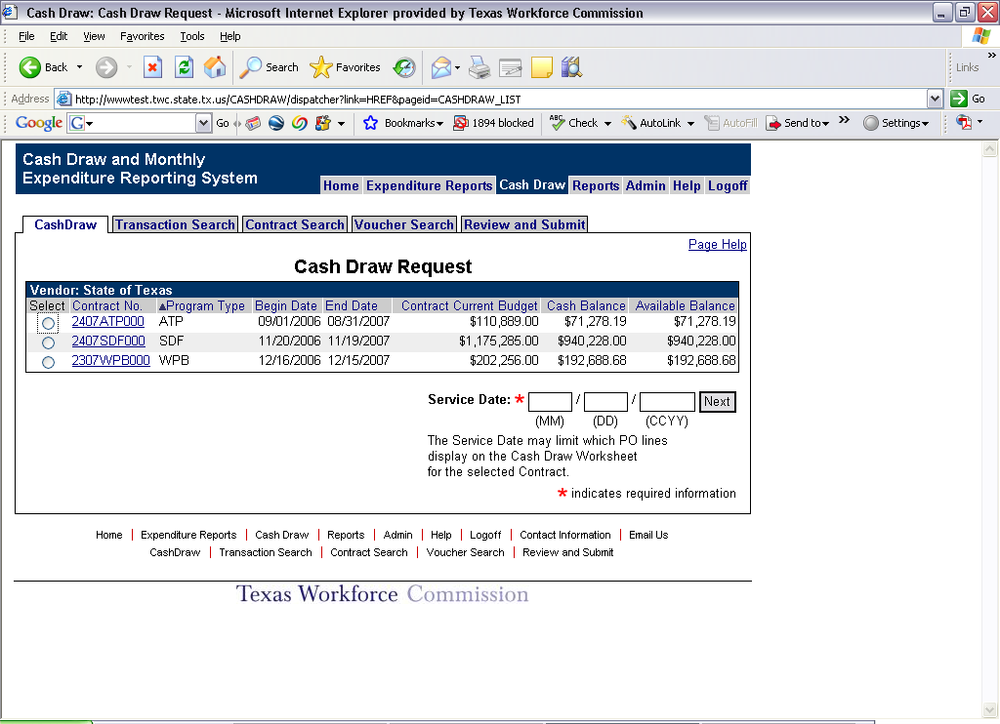 Cash Draw: Cash Draw Request - Microsoft Internet Explorer provided by Texas Workforce Commission
File Edit View Favorites Tools Help
Back Search Favorites Links »
Address http://wwwtest.twc.state.tx.us/CASHDRAW/dispatcher?link=HREF&pageid=CASHDRAW_LIST Go
Google G Go Bookmarks 1894 blocked ABC Check AutoLink AutoFill Send to » Settings
Cash Draw and Monthly
Expenditure Reporting System
Home Expenditure Reports Cash Draw Reports Admin Help Logoff
CashDraw Transaction Search Contract Search Voucher Search Review and Submit
Page Help
Cash Draw Request
Vendor: State of Texas
Select Contract No. ▲Program Type Begin Date End Date Contract Current Budget Cash Balance Available Balance
2407ATP000 ATP 09/01/2006 08/31/2007 $110,889.00 $71,278.19 $71,278.19
2407SDF000 SDF 11/20/2006 11/19/2007 $1,175,285.00 $940,228.00 $940,228.00
2307WPB000 WPB 12/16/2006 12/15/2007 $202,256.00 $192,688.68 $192,688.68
Service Date: * / / Next
(MM) (DD) (CCYY)
The Service Date may limit which PO lines
display on the Cash Draw Worksheet
for the selected Contract.
* indicates required information
Home | Expenditure Reports | Cash Draw | Reports | Admin | Help | Logoff | Contact Information | Email Us
CashDraw | Transaction Search | Contract Search | Voucher Search | Review and Submit
Texas Workforce Commission